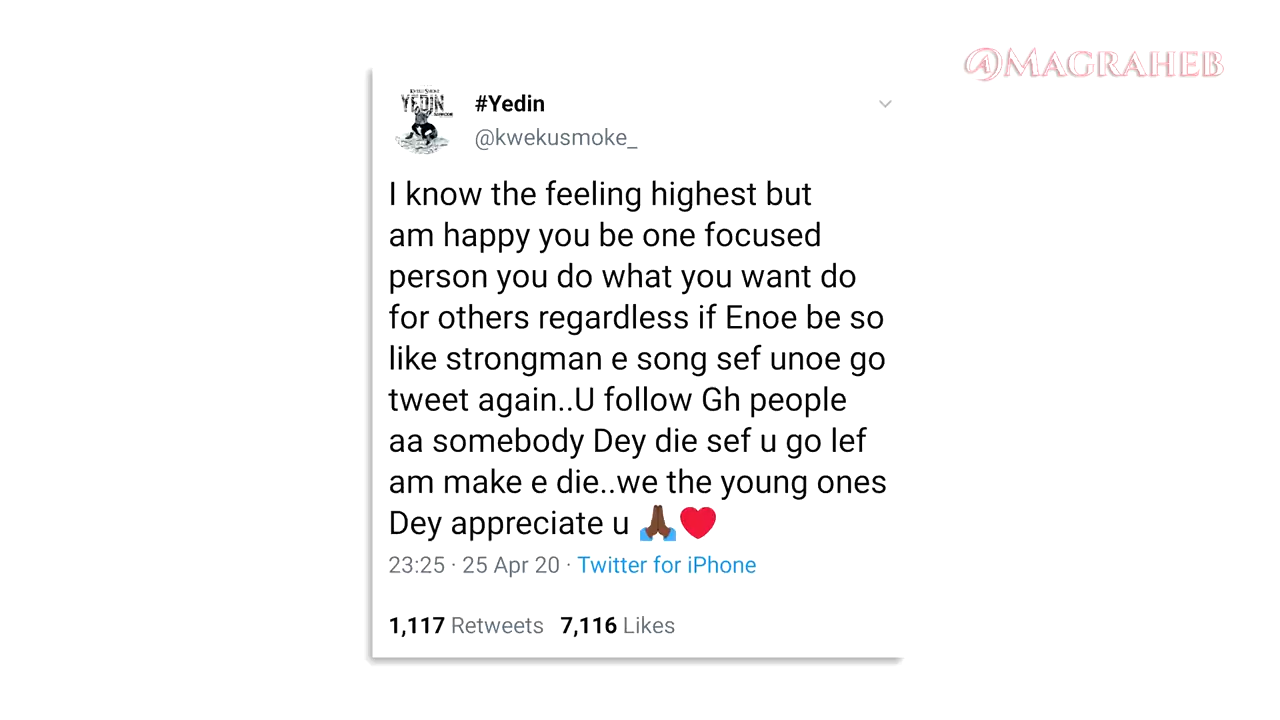 @MAGRAHEB
YEDIN
#Yedin
@kwekusmoke_
I know the feeling highest but
am happy you be one focused
person you do what you want do
for others regardless if Enoe be so
like strongman e song sef unoe go
tweet again..U follow Gh people
aa somebody Dey die sef u go lef
am make e die..we the young ones
Dey appreciate u 🙏🏾❤️
23:25 · 25 Apr 20 · Twitter for iPhone
1,117 Retweets 7,116 Likes